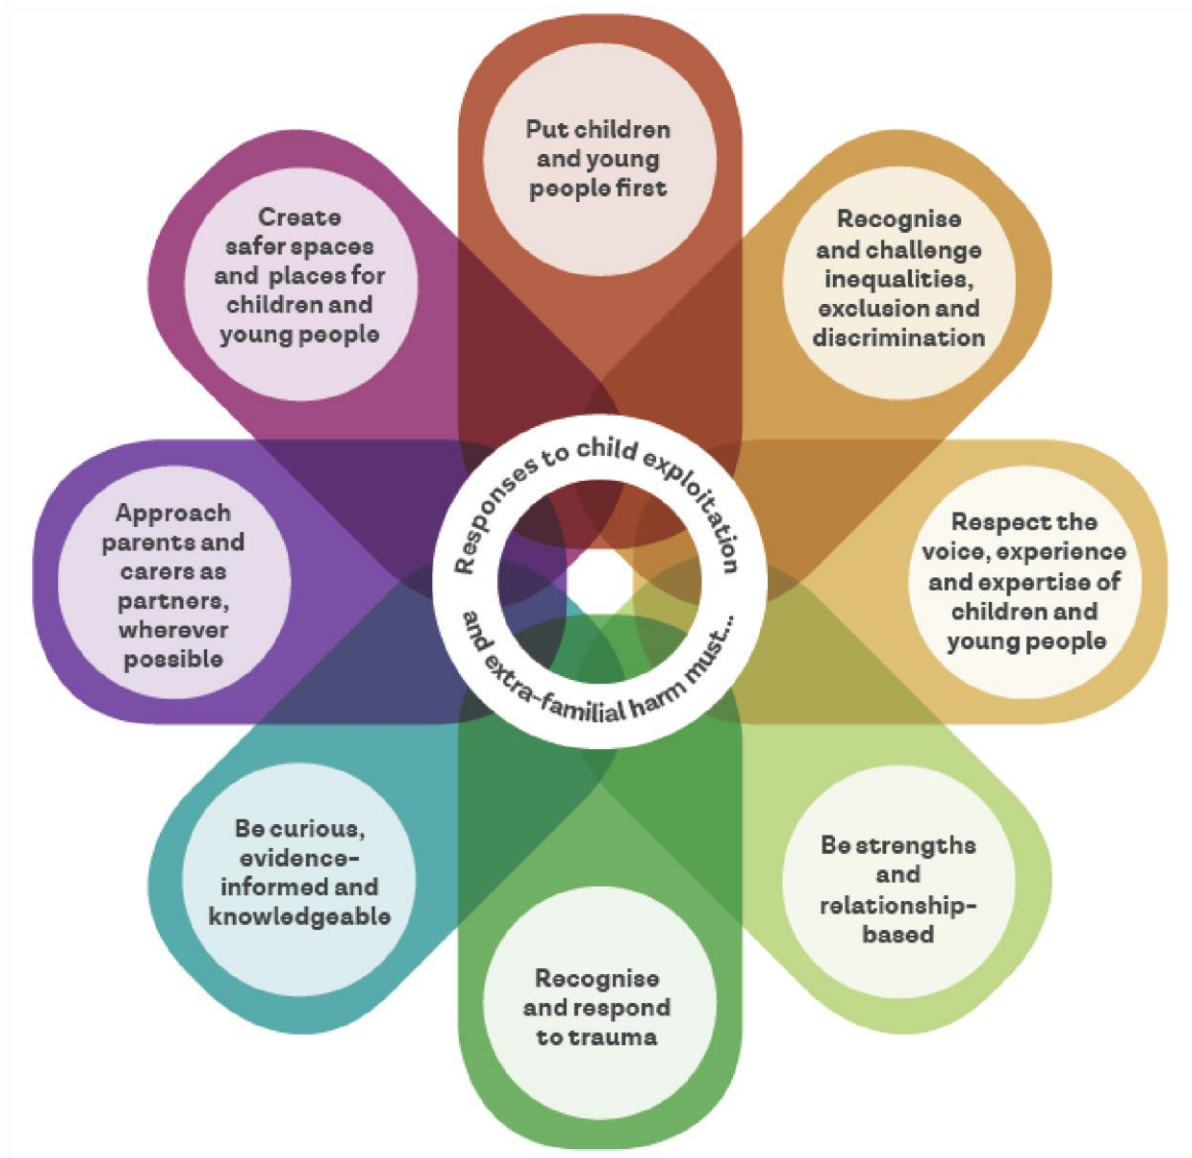 Put children
and young
people first
Recognise
and challenge
inequalities,
exclusion and
discrimination
Respect the
voice, experience
and expertise of
children and
young people
Be strengths
and
relationship-
based
Recognise
and respond
to trauma
Be curious,
evidence-
informed and
knowledgeable
Approach
parents and
carers as
partners,
wherever
possible
Create
safer spaces
and places for
children and
young people
Responses to child exploitation
and extra-familial harm must...